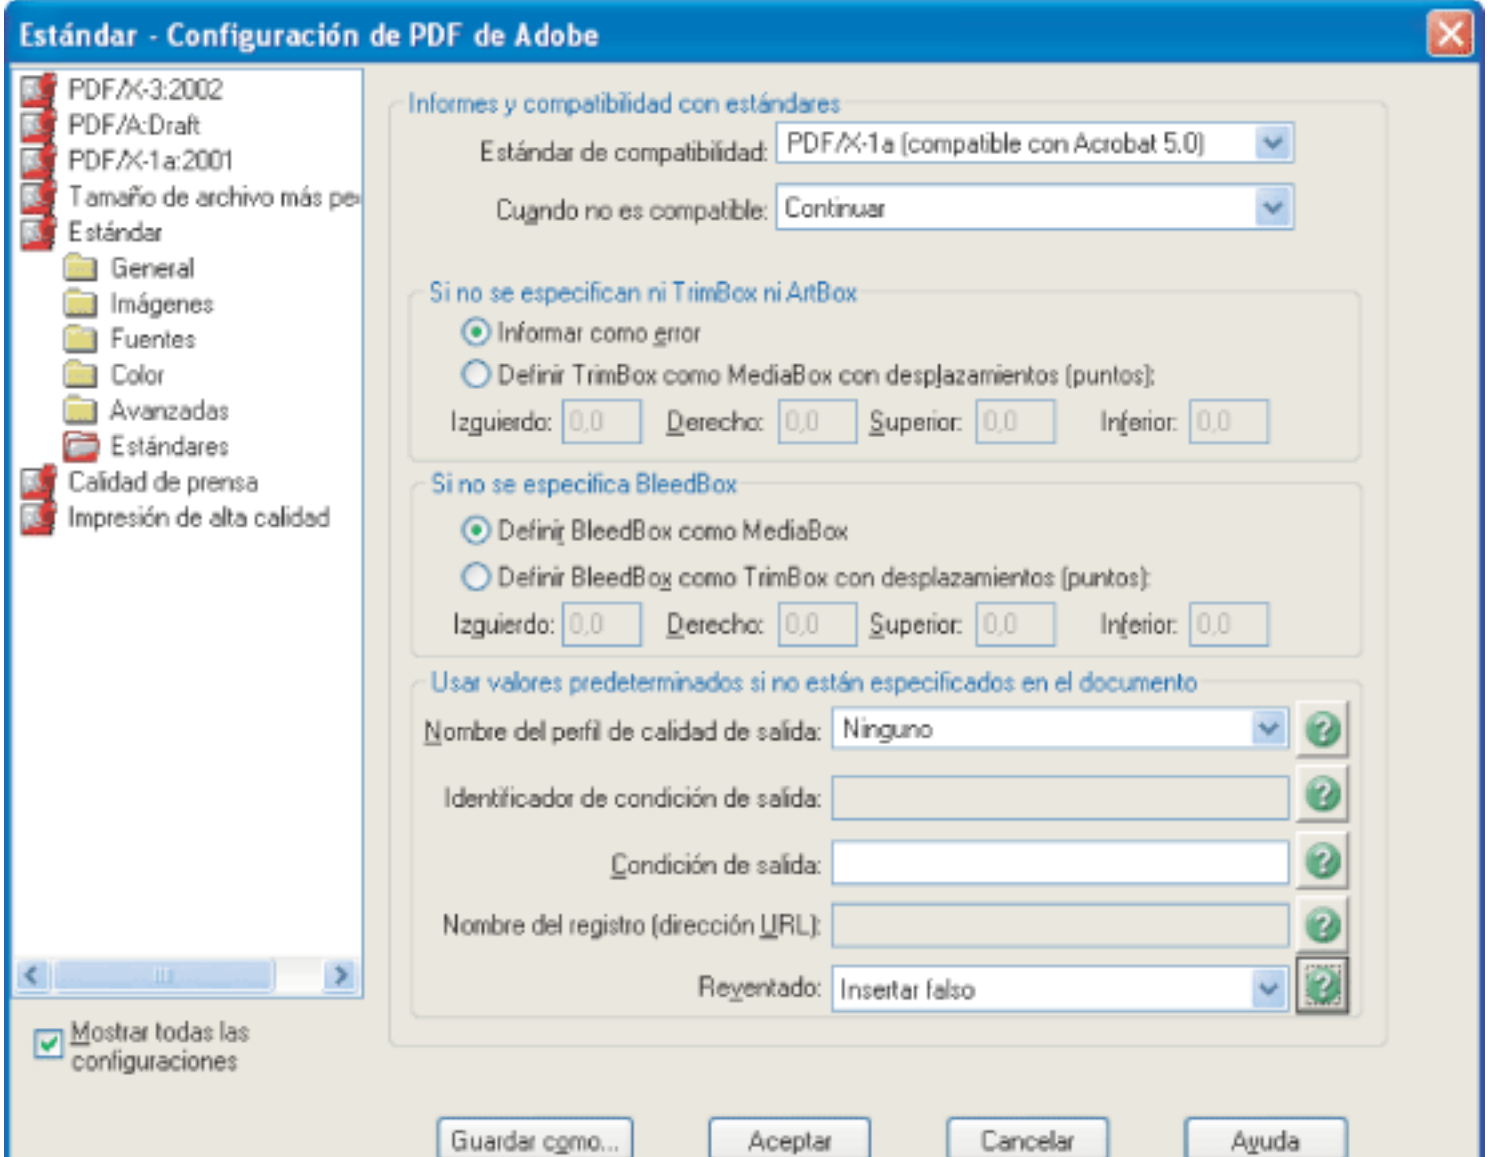 Estándar - Configuración de PDF de Adobe
PDF/X-3:2002
PDF/A:Draft
PDF/X-1a:2001
Tamaño de archivo más pe
Estándar
General
Imágenes
Fuentes
Color
Avanzadas
Estándares
Calidad de prensa
Impresión de alta calidad
Mostrar todas las
configuraciones
Informes y compatibilidad con estándares
Estándar de compatibilidad: PDF/X-1a (compatible con Acrobat 5.0)
Cuando no es compatible: Continuar
Si no se especifican ni TrimBox ni ArtBox
Informar como error
Definir TrimBox como MediaBox con desplazamientos (puntos):
Izguierdo: 0,0 Derecho: 0,0 Superior: 0,0 Inferior: 0,0
Si no se especifica BleedBox
Definir BleedBox como MediaBox
Definir BleedBox como TrimBox con desplazamientos (puntos):
Izguierdo: 0,0 Derecho: 0,0 Superior: 0,0 Inferior: 0,0
Usar valores predeterminados si no están especificados en el documento
Nombre del perfil de calidad de salida: Ninguno ?
Identificador de condición de salida: ?
Condición de salida: ?
Nombre del registro (dirección URL): ?
Reventado: Insertar falso ?
Guardar como... Aceptar Cancelar Ayuda